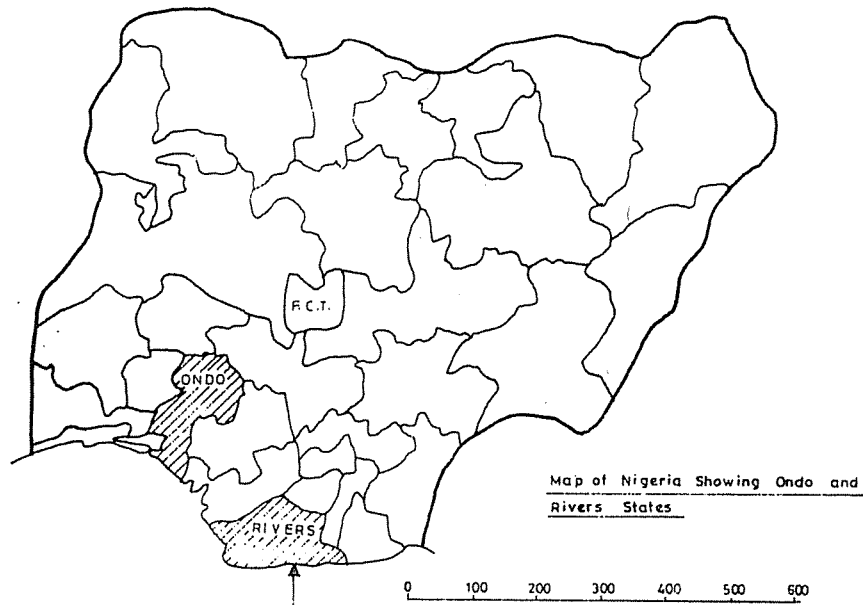 F.C.T.
ONDO
RIVERS
Map of Nigeria Showing Ondo and
Rivers States
0 100 200 300 400 500 600